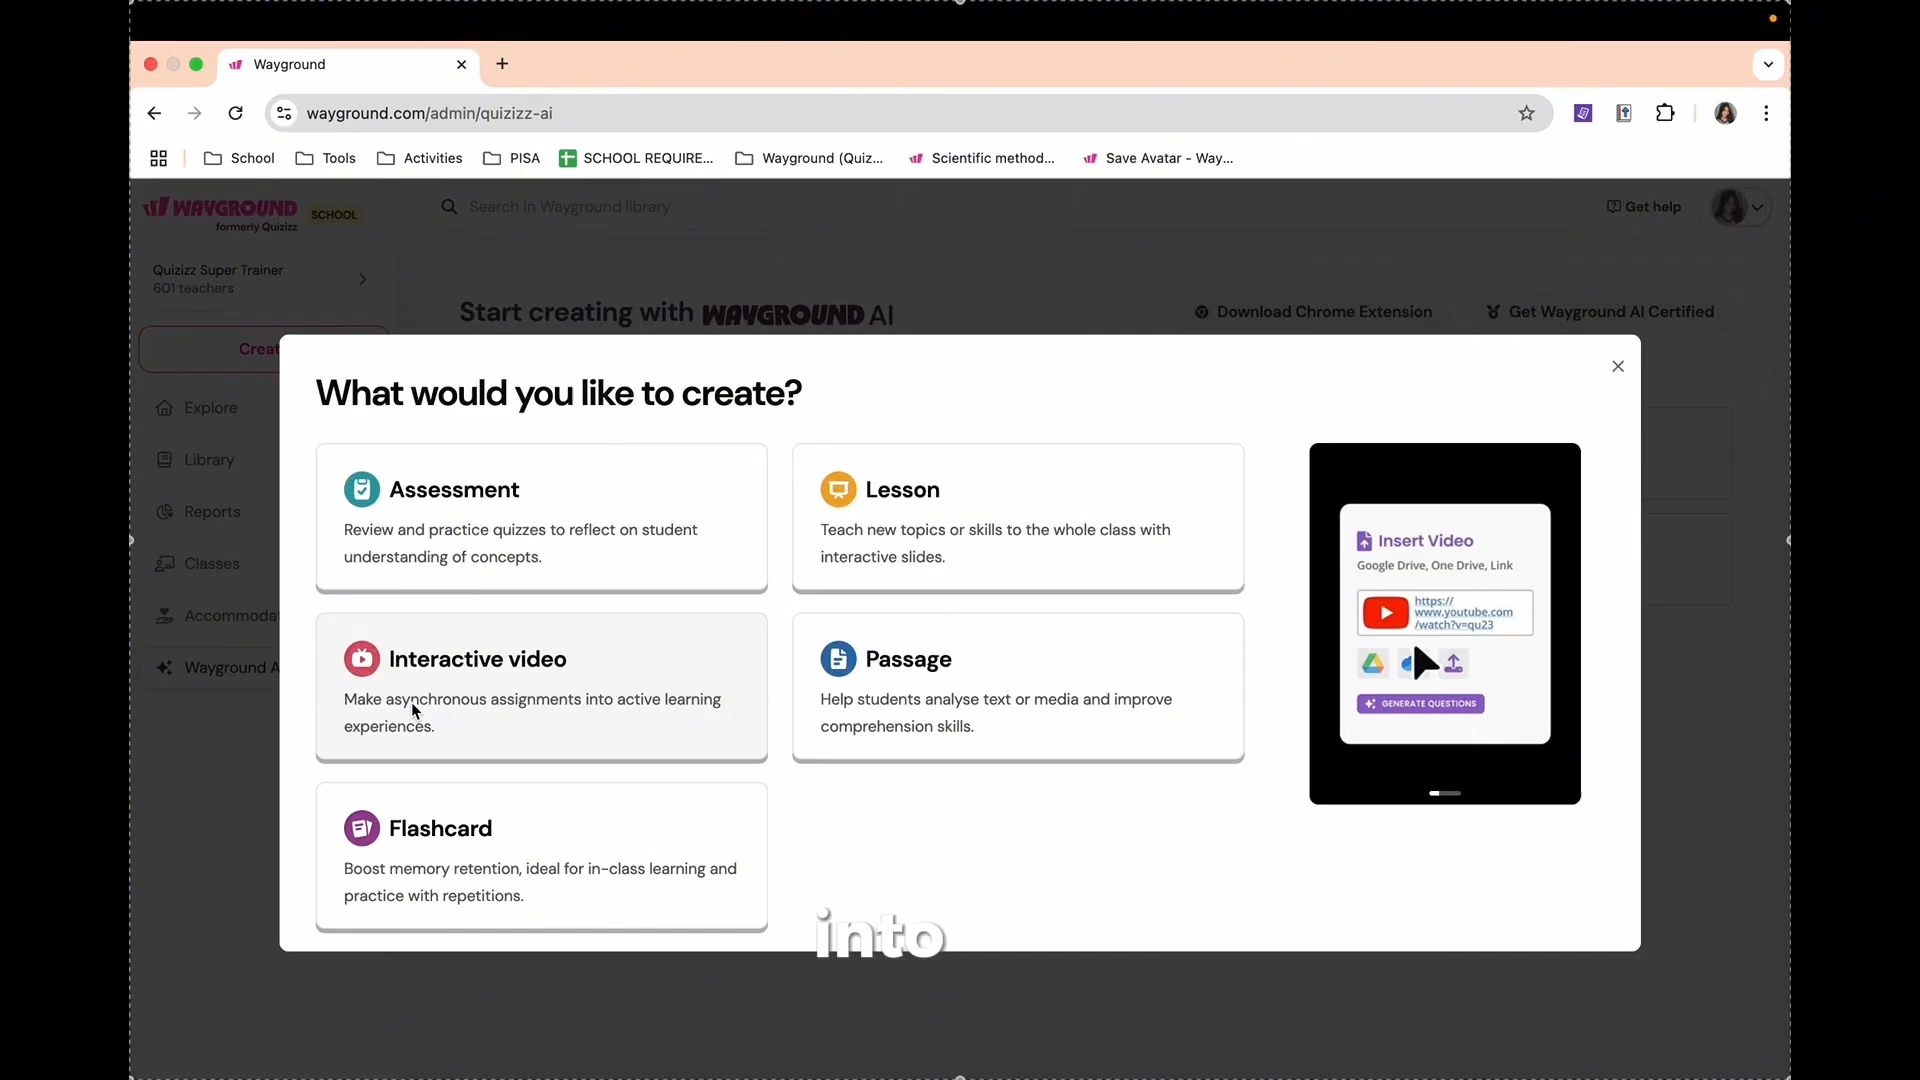 Wayground
wayground.com/admin/quizizz-ai
School
Tools
Activities
PISA
SCHOOL REQUIRE...
Wayground (Quiz...
Scientific method...
Save Avatar - Way...
WAYGROUND
formerly Quizizz
SCHOOL
Search in Wayground library
Get help
Quizizz Super Trainer
601 teachers
Start creating with WAYGROUND AI
Download Chrome Extension
Get Wayground AI Certified
Creat
Explore
Library
Reports
Classes
Accommodat
Wayground A
What would you like to create?
Assessment
Review and practice quizzes to reflect on student
understanding of concepts.
Lesson
Teach new topics or skills to the whole class with
interactive slides.
Interactive video
Make asynchronous assignments into active learning
experiences.
Passage
Help students analyse text or media and improve
comprehension skills.
Flashcard
Boost memory retention, ideal for in-class learning and
practice with repetitions.
Insert Video
Google Drive, One Drive, Link
https://
www.youtube.com
/watch?v=qu23
GENERATE QUESTIONS
into